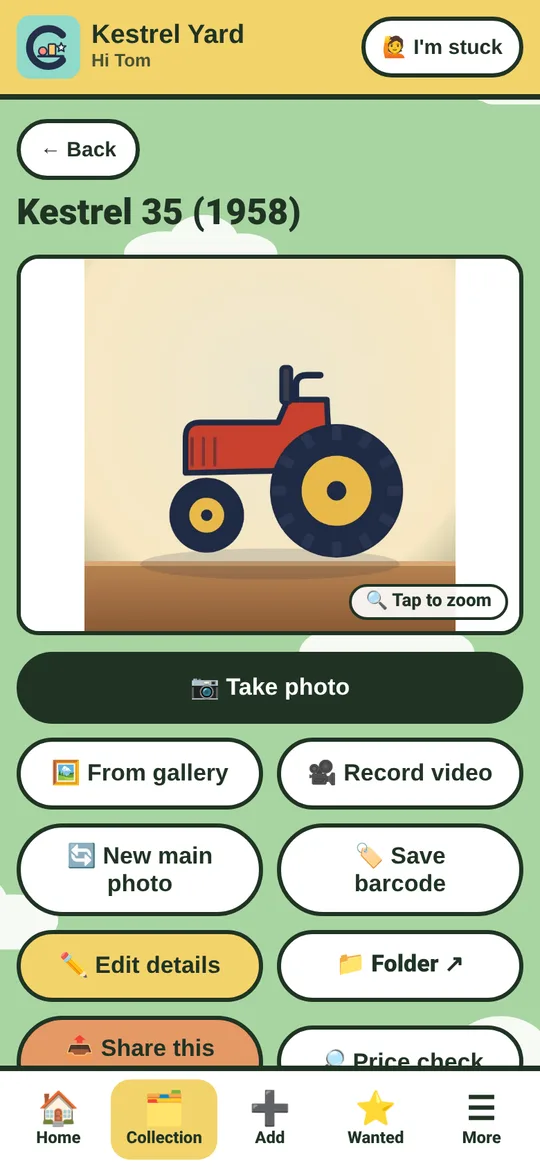 Kestrel Yard
Hi Tom
🙋 I'm stuck
← Back
Kestrel 35 (1958)
🔍 Tap to zoom
📷 Take photo
🖼️ From gallery
🎥 Record video
🔄 New main
photo
🏷️ Save
barcode
✏️ Edit details
📁 Folder ↗
📤 Share this
🔎 Price check
Home
Collection
Add
Wanted
More